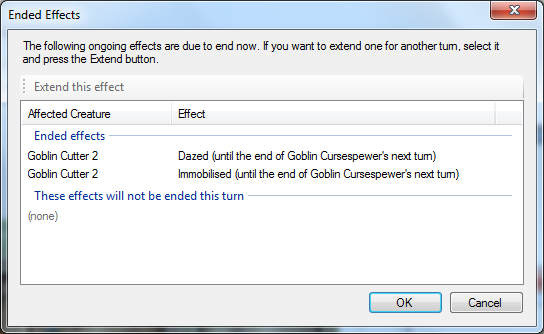 Ended Effects
The following ongoing effects are due to end now. If you want to extend one for another turn, select it
and press the Extend button.
Extend this effect
Affected Creature Effect
Ended effects
Goblin Cutter 2 Dazed (until the end of Goblin Cursespewer's next turn)
Goblin Cutter 2 Immobilised (until the end of Goblin Cursespewer's next turn)
These effects will not be ended this turn
(none)
OK Cancel